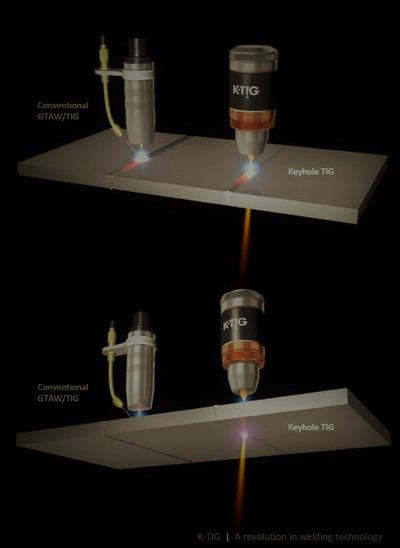 Conventional
GTAW/TIG
K-TIG
Keyhole TIG
K-TIG
Conventional
GTAW/TIG
Keyhole TIG
K-TIG | A revolution in welding technology